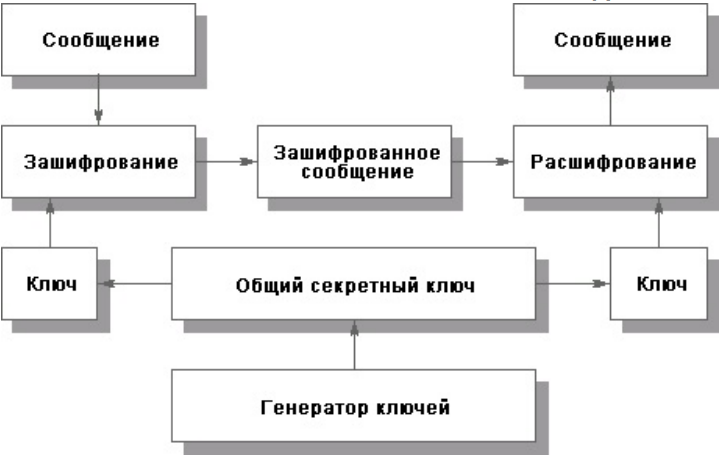 Сообщение
Сообщение
Зашифрование
Зашифрованное
сообщение
Расшифрование
Ключ
Общий секретный ключ
Ключ
Генератор ключей